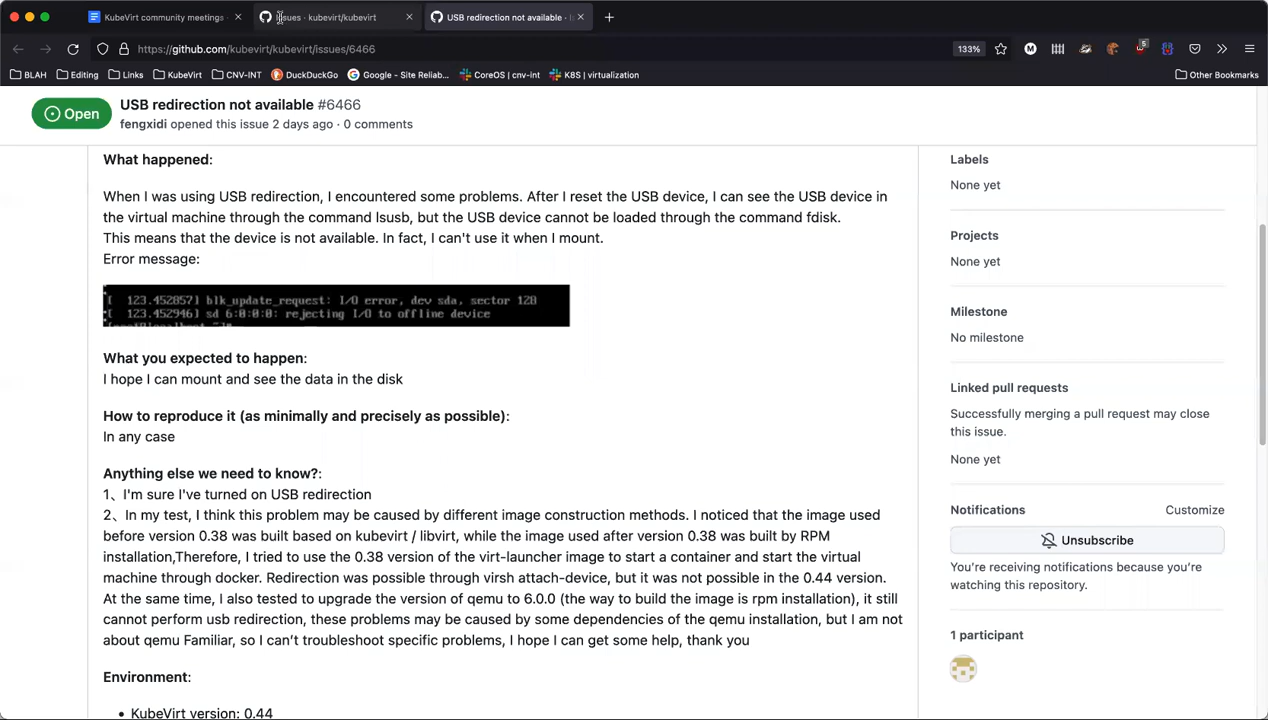 KubeVirt community meetings -
Issues · kubevirt/kubevirt
USB redirection not available ·
https://github.com/kubevirt/kubevirt/issues/6466
133%
5
BLAH
Editing
Links
KubeVirt
CNV-INT
DuckDuckGo
Google - Site Reliab...
CoreOS | cnv-int
K8S | virtualization
Other Bookmarks
Open
USB redirection not available #6466
fengxidi opened this issue 2 days ago · 0 comments
What happened:
When I was using USB redirection, I encountered some problems. After I reset the USB device, I can see the USB device in
the virtual machine through the command lsusb, but the USB device cannot be loaded through the command fdisk.
This means that the device is not available. In fact, I can't use it when I mount.
Error message:
[ 123.452857] blk_update_request: I/O error, dev sda, sector 128
[ 123.452946] sd 6:0:0:0: rejecting I/O to offline device
What you expected to happen:
I hope I can mount and see the data in the disk
How to reproduce it (as minimally and precisely as possible):
In any case
Anything else we need to know?:
1、I'm sure I've turned on USB redirection
2、In my test, I think this problem may be caused by different image construction methods. I noticed that the image used
before version 0.38 was built based on kubevirt / libvirt, while the image used after version 0.38 was built by RPM
installation,Therefore, I tried to use the 0.38 version of the virt-launcher image to start a container and start the virtual
machine through docker. Redirection was possible through virsh attach-device, but it was not possible in the 0.44 version.
At the same time, I also tested to upgrade the version of qemu to 6.0.0 (the way to build the image is rpm installation), it still
cannot perform usb redirection, these problems may be caused by some dependencies of the qemu installation, but I am not
about qemu Familiar, so I can't troubleshoot specific problems, I hope I can get some help, thank you
Environment:
• KubeVirt version: 0.44
Labels
None yet
Projects
None yet
Milestone
No milestone
Linked pull requests
Successfully merging a pull request may close
this issue.
None yet
Notifications
Customize
Unsubscribe
You're receiving notifications because you're
watching this repository.
1 participant